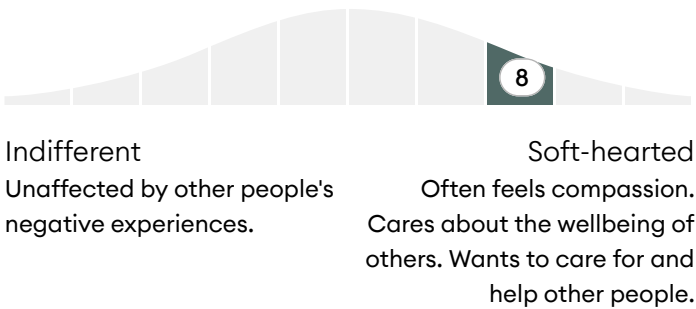 8
Indifferent
Unaffected by other people's
negative experiences.
Soft-hearted
Often feels compassion.
Cares about the wellbeing of
others. Wants to care for and
help other people.